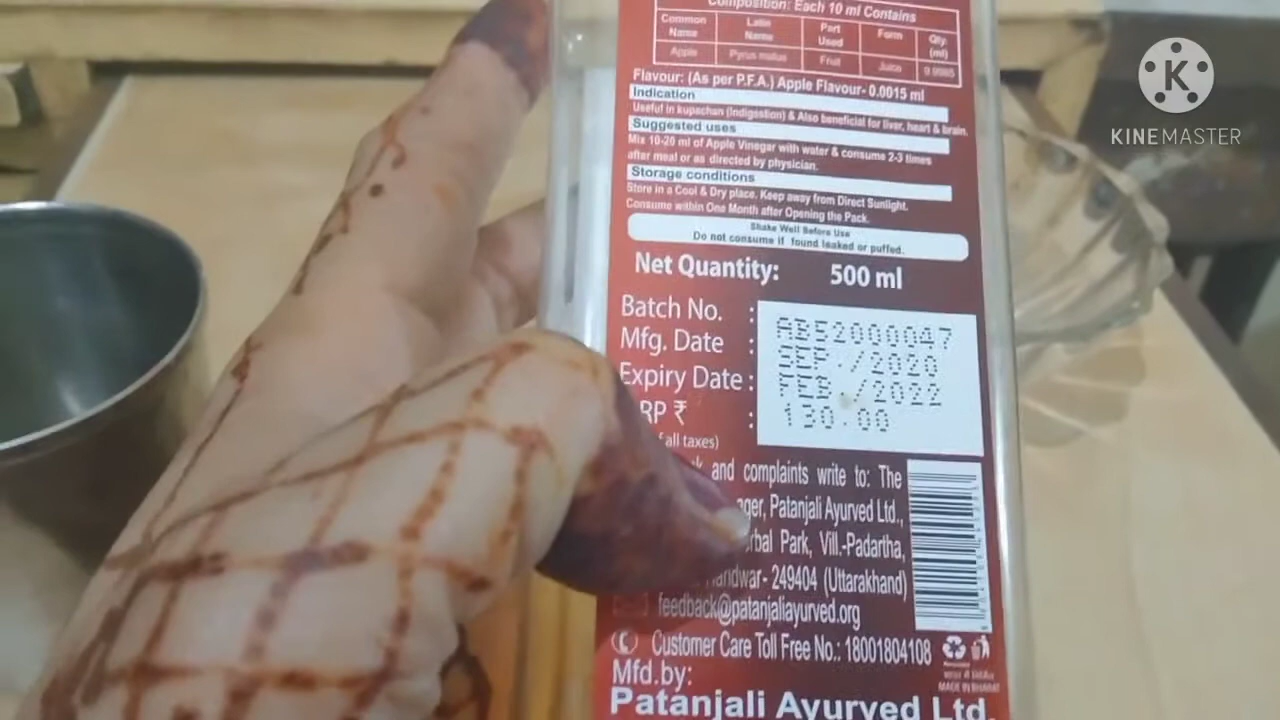 Composition: Each 10 ml Contains
Common Name Latin Name Part Used Form Qty. (ml)
Apple Pyrus malus Fruit Juice
Flavour: (As per P.F.A.) Apple Flavour- 0.0015 ml
Indication
Useful in kupachan (Indigestion) & Also beneficial for liver, heart & brain.
Suggested uses
Mix 10-20 ml of Apple Vinegar with water & consume 2-3 times
after meal or as directed by physician.
Storage conditions
Store in a Cool & Dry place. Keep away from Direct Sunlight.
Consume within One Month after Opening the Pack.
Shake Well Before Use
Do not consume if found leaked or puffed.
Net Quantity: 500 ml
Batch No. : AB52000047
Mfg. Date : SEP./2020
Expiry Date : FEB./2022
RP ₹ : 130.00
f all taxes)
k and complaints write to: The
ager, Patanjali Ayurved Ltd.,
rbal Park, Vill.-Padartha,
Haridwar- 249404 (Uttarakhand)
feedback@patanjaliayurved.org
Customer Care Toll Free No.: 18001804108
MADE IN BHARAT
Mfd.by:
Patanjali Ayurved Ltd.
K
KINEMASTER